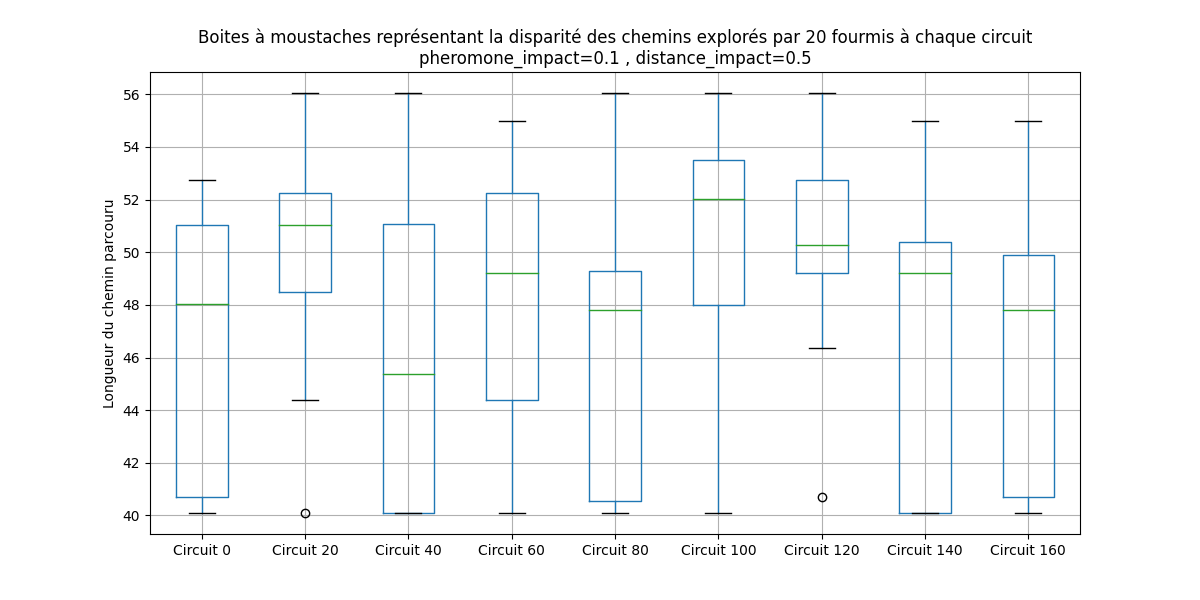 Boites à moustaches représentant la disparité des chemins explorés par 20 fourmis à chaque circuit
pheromone_impact=0.1 , distance_impact=0.5
Longueur du chemin parcouru
56
54
52
50
48
46
44
42
40
Circuit 0
Circuit 20
Circuit 40
Circuit 60
Circuit 80
Circuit 100
Circuit 120
Circuit 140
Circuit 160